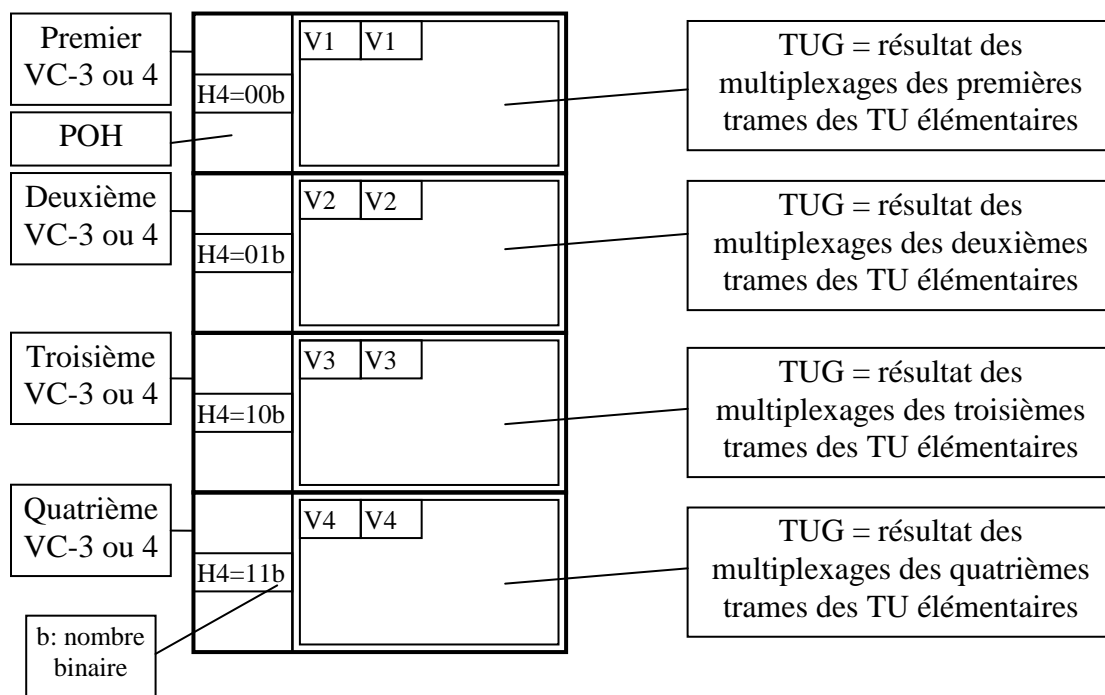 Premier
VC-3 ou 4
POH
H4=00b
V1 V1
TUG = résultat des
multiplexages des premières
trames des TU élémentaires
Deuxième
VC-3 ou 4
H4=01b
V2 V2
TUG = résultat des
multiplexages des deuxièmes
trames des TU élémentaires
Troisième
VC-3 ou 4
H4=10b
V3 V3
TUG = résultat des
multiplexages des troisièmes
trames des TU élémentaires
Quatrième
VC-3 ou 4
H4=11b
V4 V4
TUG = résultat des
multiplexages des quatrièmes
trames des TU élémentaires
b: nombre
binaire